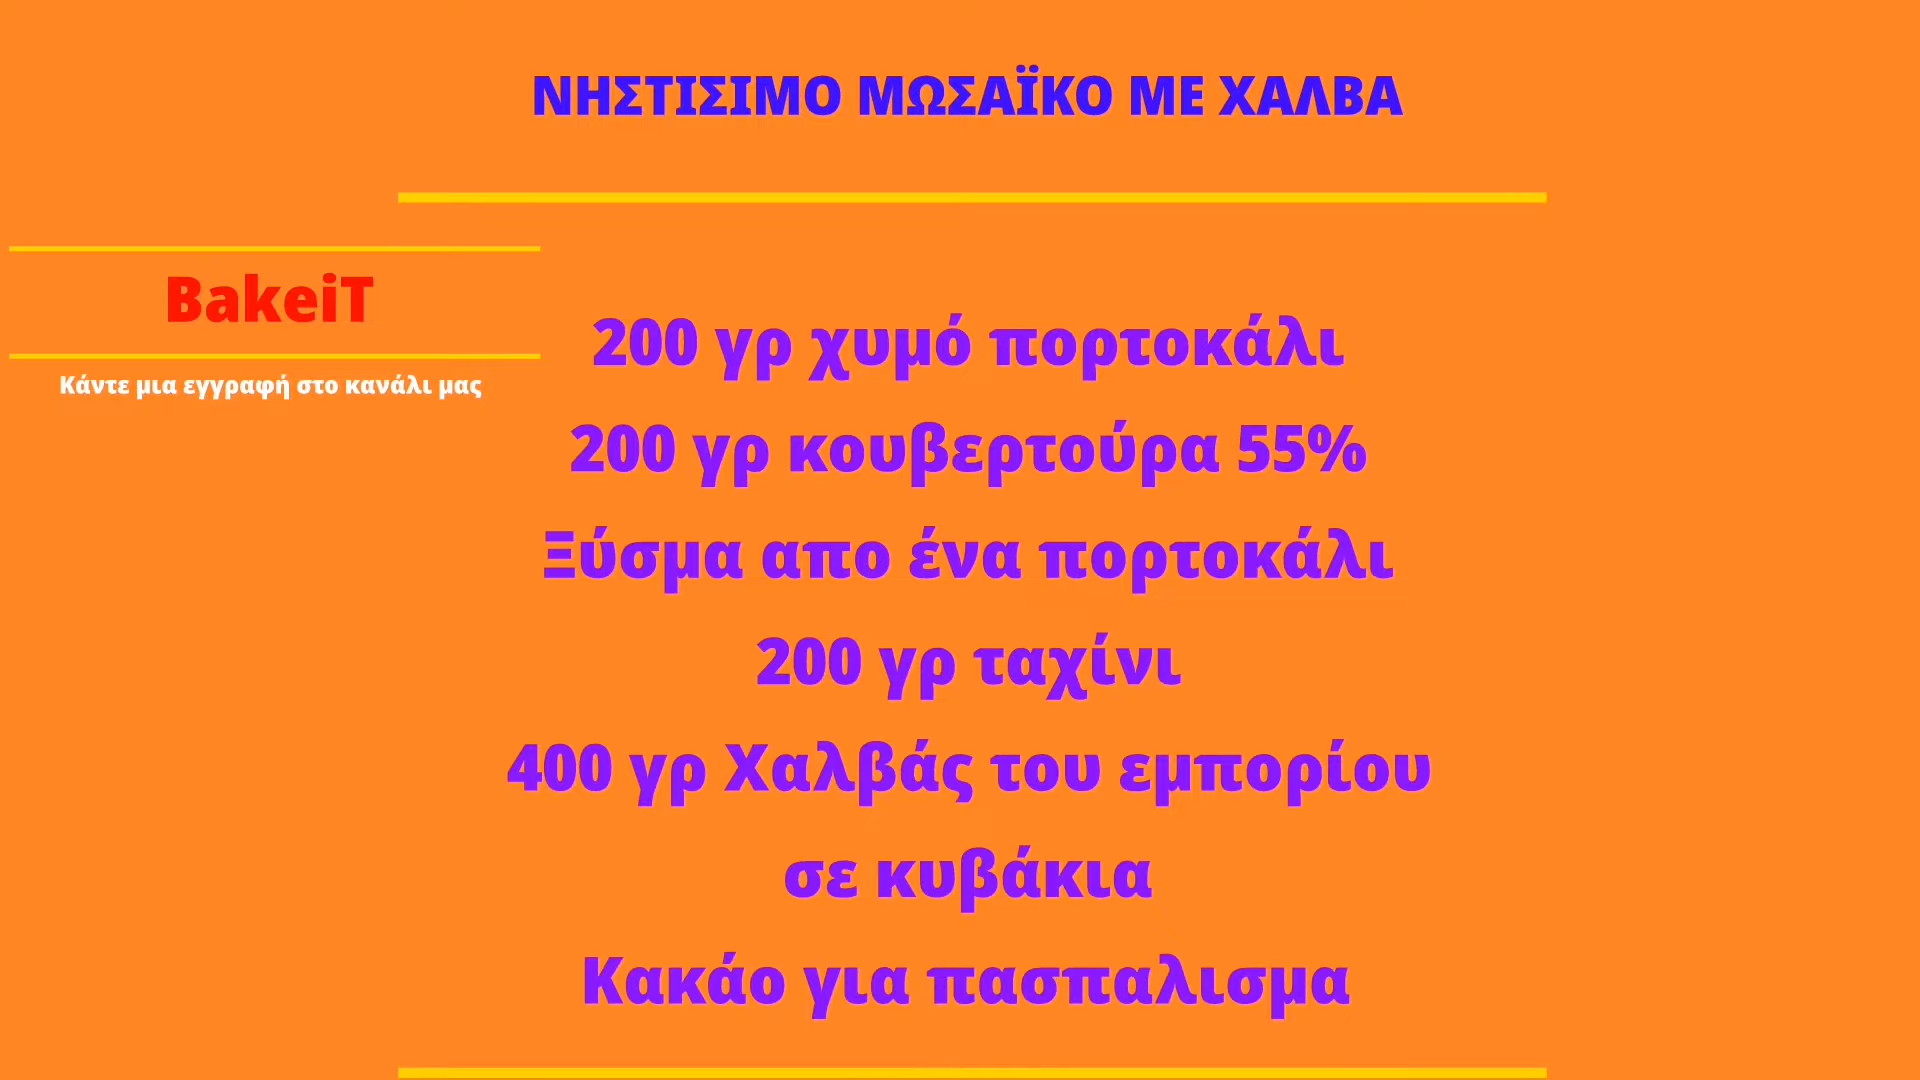 ΝΗΣΤΙΣΙΜΟ ΜΩΣΑΪΚΟ ΜΕ ΧΑΛΒΑ
BakeiT
Κάντε μια εγγραφή στο κανάλι μας
200 γρ χυμό πορτοκάλι
200 γρ κουβερτούρα 55%
Ξύσμα απο ένα πορτοκάλι
200 γρ ταχίνι
400 γρ Χαλβάς του εμπορίου
σε κυβάκια
Κακάο για πασπαλισμα